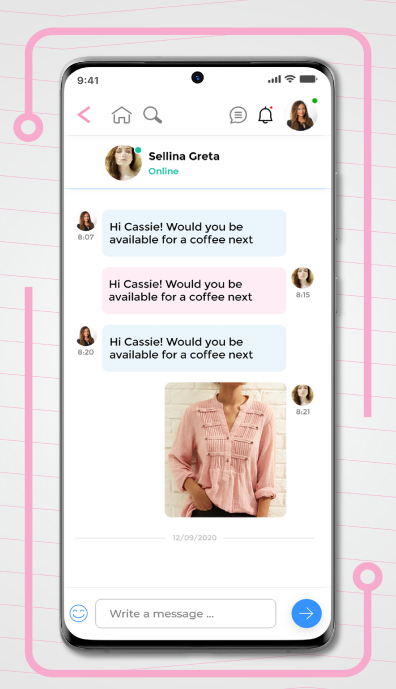 9:41
Sellina Greta
Online
Hi Cassie! Would you be
available for a coffee next
8:07
Hi Cassie! Would you be
available for a coffee next
8:15
Hi Cassie! Would you be
available for a coffee next
8:20
8:21
12/09/2020
Write a message ...